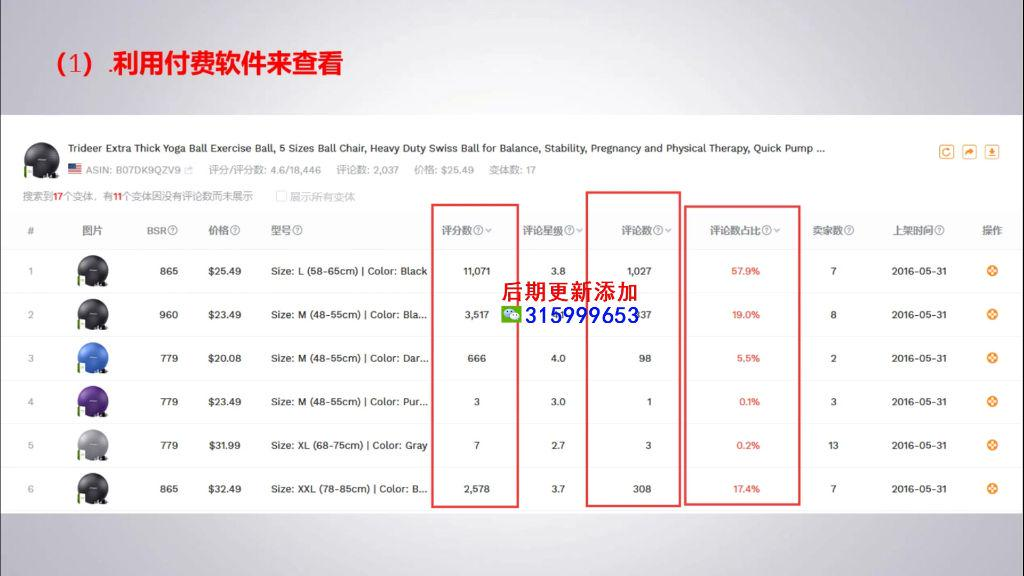 （1）.利用付费软件来查看
Trideer Extra Thick Yoga Ball Exercise Ball, 5 Sizes Ball Chair, Heavy Duty Swiss Ball for Balance, Stability, Pregnancy and Physical Therapy, Quick Pump ...
ASIN: B07DK9QZV9 评分/评分数: 4.6/18,446 评论数: 2,037 价格: $25.49 变体数: 17
搜索到17个变体，有11个变体因没有评论数而未展示 展示所有变体
# 图片 BSR 价格 型号 评分数 评论星级 评论数 评论数占比 卖家数 上架时间 操作
1 865 $25.49 Size: L (58-65cm) | Color: Black 11,071 3.8 1,027 57.9% 7 2016-05-31
后期更新添加
2 960 $23.49 Size: M (48-55cm) | Color: Bla... 3,517 19.0% 8 2016-05-31
315999653
3 779 $20.08 Size: M (48-55cm) | Color: Dar... 666 4.0 98 5.5% 2 2016-05-31
4 779 $23.49 Size: M (48-55cm) | Color: Pur... 3 3.0 1 0.1% 3 2016-05-31
5 779 $31.99 Size: XL (68-75cm) | Color: Gray 7 2.7 3 0.2% 13 2016-05-31
6 865 $32.49 Size: XXL (78-85cm) | Color: B... 2,578 3.7 308 17.4% 7 2016-05-31